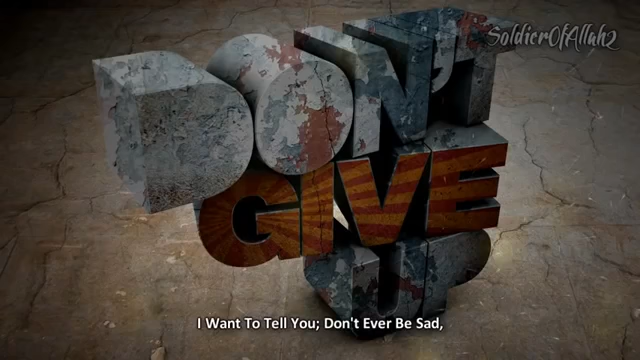 SoldierOfAllah2
DON'T
GIVE
UP
I Want To Tell You; Don't Ever Be Sad,